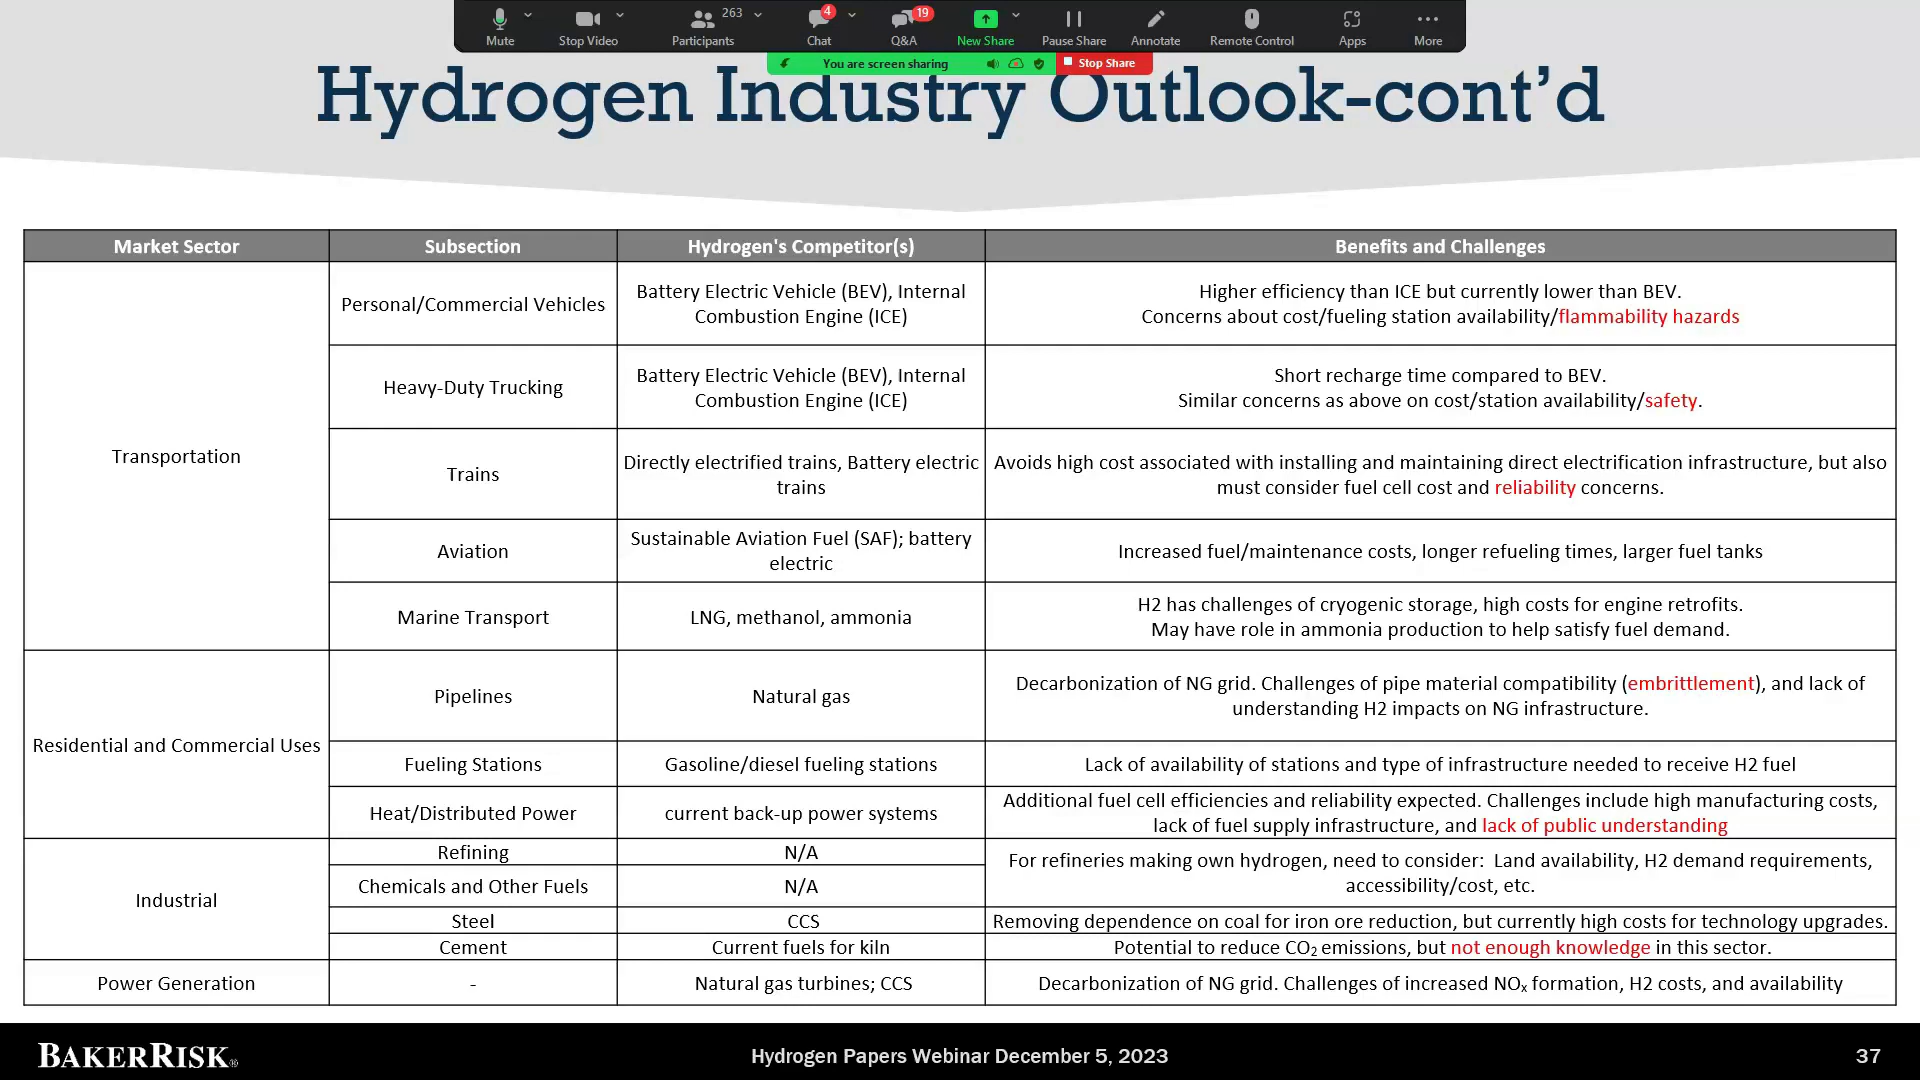 Mute
Stop Video
263
Participants
4
Chat
19
Q&A
New Share
Pause Share
Annotate
Remote Control
Apps
More
You are screen sharing
Stop Share
Hydrogen Industry Outlook-cont’d
Market Sector
Subsection
Hydrogen's Competitor(s)
Benefits and Challenges
Transportation
Personal/Commercial Vehicles
Battery Electric Vehicle (BEV), Internal
Combustion Engine (ICE)
Higher efficiency than ICE but currently lower than BEV.
Concerns about cost/fueling station availability/flammability hazards
Heavy-Duty Trucking
Battery Electric Vehicle (BEV), Internal
Combustion Engine (ICE)
Short recharge time compared to BEV.
Similar concerns as above on cost/station availability/safety.
Trains
Directly electrified trains, Battery electric
trains
Avoids high cost associated with installing and maintaining direct electrification infrastructure, but also
must consider fuel cell cost and reliability concerns.
Aviation
Sustainable Aviation Fuel (SAF); battery
electric
Increased fuel/maintenance costs, longer refueling times, larger fuel tanks
Marine Transport
LNG, methanol, ammonia
H2 has challenges of cryogenic storage, high costs for engine retrofits.
May have role in ammonia production to help satisfy fuel demand.
Residential and Commercial Uses
Pipelines
Natural gas
Decarbonization of NG grid. Challenges of pipe material compatibility (embrittlement), and lack of
understanding H2 impacts on NG infrastructure.
Fueling Stations
Gasoline/diesel fueling stations
Lack of availability of stations and type of infrastructure needed to receive H2 fuel
Heat/Distributed Power
current back-up power systems
Additional fuel cell efficiencies and reliability expected. Challenges include high manufacturing costs,
lack of fuel supply infrastructure, and lack of public understanding
Industrial
Refining
N/A
For refineries making own hydrogen, need to consider: Land availability, H2 demand requirements,
accessibility/cost, etc.
Chemicals and Other Fuels
N/A
Steel
CCS
Removing dependence on coal for iron ore reduction, but currently high costs for technology upgrades.
Cement
Current fuels for kiln
Potential to reduce CO₂ emissions, but not enough knowledge in this sector.
Power Generation
-
Natural gas turbines; CCS
Decarbonization of NG grid. Challenges of increased NOₓ formation, H2 costs, and availability
BAKERRISK®
Hydrogen Papers Webinar December 5, 2023
37